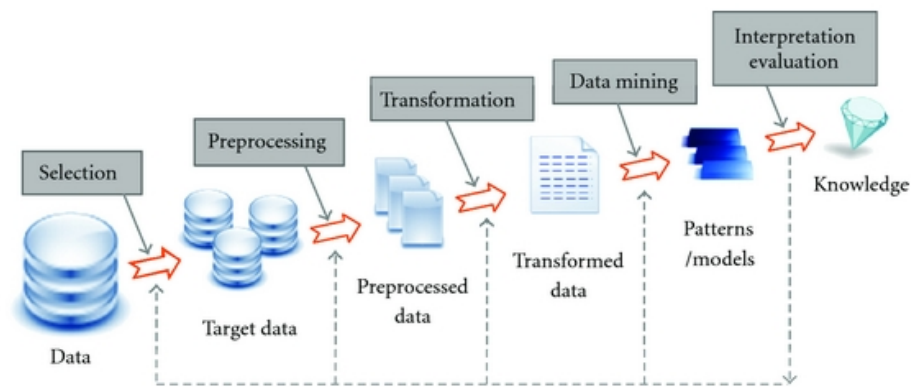 Interpretation
evaluation
Data mining
Transformation
Preprocessing
Selection
Knowledge
Patterns
/models
Transformed
data
Preprocessed
data
Target data
Data